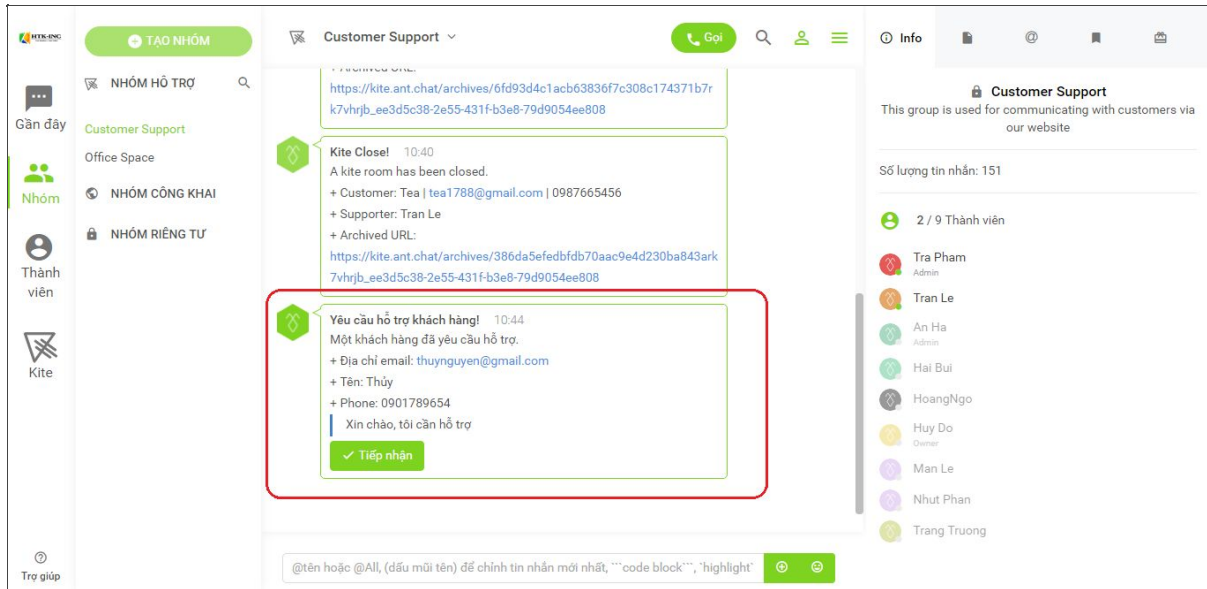 HTK-ING
TẠO NHÓM
Customer Support
Gọi
Info
@
Gần đây
Nhóm
Thành
viên
Kite
Trợ giúp
NHÓM HỖ TRỢ
Customer Support
Office Space
NHÓM CÔNG KHAI
NHÓM RIÊNG TƯ
+ Archived URL:
https://kite.ant.chat/archives/6fd93d4c1acb63836f7c308c174371b7r
k7vhrjb_ee3d5c38-2e55-431f-b3e8-79d9054ee808
Kite Close! 10:40
A kite room has been closed.
+ Customer: Tea | tea1788@gmail.com | 0987665456
+ Supporter: Tran Le
+ Archived URL:
https://kite.ant.chat/archives/386da5efedbfdb70aac9e4d230ba843ark
7vhrjb_ee3d5c38-2e55-431f-b3e8-79d9054ee808
Yêu cầu hỗ trợ khách hàng! 10:44
Một khách hàng đã yêu cầu hỗ trợ.
+ Địa chỉ email: thuynguyen@gmail.com
+ Tên: Thủy
+ Phone: 0901789654
Xin chào, tôi cần hỗ trợ
Tiếp nhận
@tên hoặc @All, (dấu mũi tên) để chỉnh tin nhắn mới nhất, ```code block```, `highlight`
Customer Support
This group is used for communicating with customers via
our website
Số lượng tin nhắn: 151
2 / 9 Thành viên
Tra Pham
Admin
Tran Le
An Ha
Admin
Hai Bui
HoangNgo
Huy Do
Owner
Man Le
Nhut Phan
Trang Truong